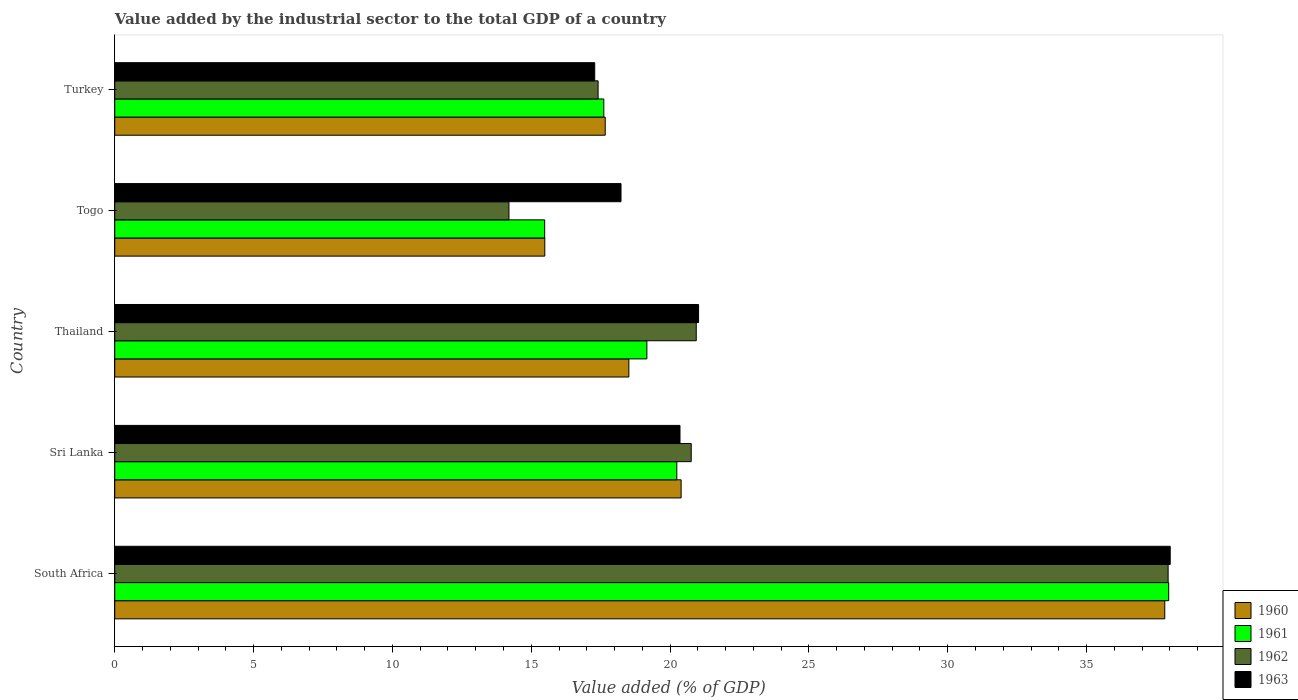 Value added by the industrial sector to the total GDP of a country
Turkey
Togo
Thailand
Sri Lanka
South Africa
Country
0
5
10
15
20
25
30
35
Value added (% of GDP)
1960
1961
1962
1963